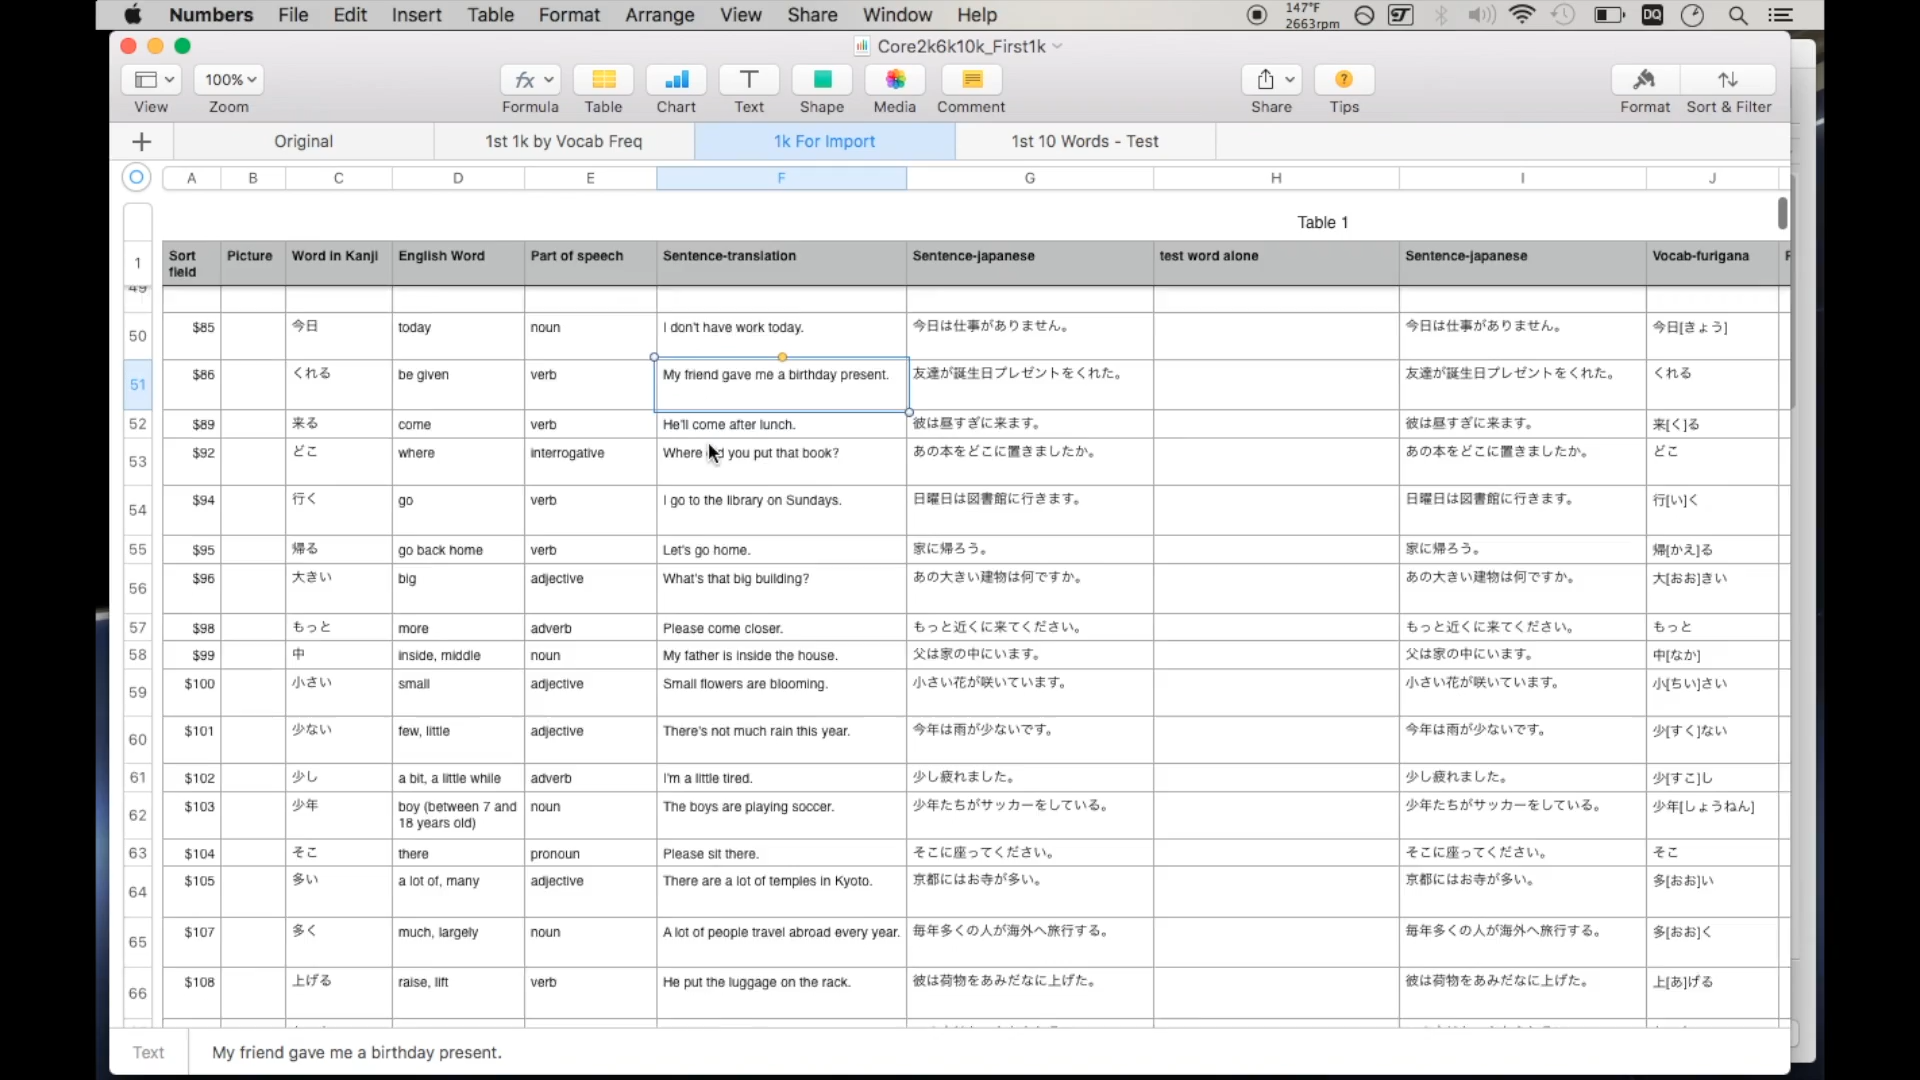 Numbers File Edit Insert Table Format Arrange View Share Window Help 147°F 2663rpm DQ
Core2k6k10k_First1k
100%
View Zoom Formula Table Chart Text Shape Media Comment Share Tips Format Sort & Filter
Original 1st 1k by Vocab Freq 1k For Import 1st 10 Words - Test
A B C D E F G H I J
Table 1
1 Sort field Picture Word in Kanji English Word Part of speech Sentence-translation Sentence-japanese test word alone Sentence-japanese Vocab-furigana
49
50 $85 今日 today noun I don't have work today. 今日は仕事がありません。 今日は仕事がありません。 今日[きょう]
51 $86 くれる be given verb My friend gave me a birthday present. 友達が誕生日プレゼントをくれた。 友達が誕生日プレゼントをくれた。 くれる
52 $89 来る come verb He'll come after lunch. 彼は昼すぎに来ます。 彼は昼すぎに来ます。 来[く]る
53 $92 どこ where interrogative Where did you put that book? あの本をどこに置きましたか。 あの本をどこに置きましたか。 どこ
54 $94 行く go verb I go to the library on Sundays. 日曜日は図書館に行きます。 日曜日は図書館に行きます。 行[い]く
55 $95 帰る go back home verb Let's go home. 家に帰ろう。 家に帰ろう。 帰[かえ]る
56 $96 大きい big adjective What's that big building? あの大きい建物は何ですか。 あの大きい建物は何ですか。 大[おお]きい
57 $98 もっと more adverb Please come closer. もっと近くに来てください。 もっと近くに来てください。 もっと
58 $99 中 inside, middle noun My father is inside the house. 父は家の中にいます。 父は家の中にいます。 中[なか]
59 $100 小さい small adjective Small flowers are blooming. 小さい花が咲いています。 小さい花が咲いています。 小[ちい]さい
60 $101 少ない few, little adjective There's not much rain this year. 今年は雨が少ないです。 今年は雨が少ないです。 少[すく]ない
61 $102 少し a bit, a little while adverb I'm a little tired. 少し疲れました。 少し疲れました。 少[すこ]し
62 $103 少年 boy (between 7 and 18 years old) noun The boys are playing soccer. 少年たちがサッカーをしている。 少年たちがサッカーをしている。 少年[しょうねん]
63 $104 そこ there pronoun Please sit there. そこに座ってください。 そこに座ってください。 そこ
64 $105 多い a lot of, many adjective There are a lot of temples in Kyoto. 京都にはお寺が多い。 京都にはお寺が多い。 多[おお]い
65 $107 多く much, largely noun A lot of people travel abroad every year. 毎年多くの人が海外へ旅行する。 毎年多くの人が海外へ旅行する。 多[おお]く
66 $108 上げる raise, lift verb He put the luggage on the rack. 彼は荷物をあみだなに上げた。 彼は荷物をあみだなに上げた。 上[あ]げる
Text My friend gave me a birthday present.